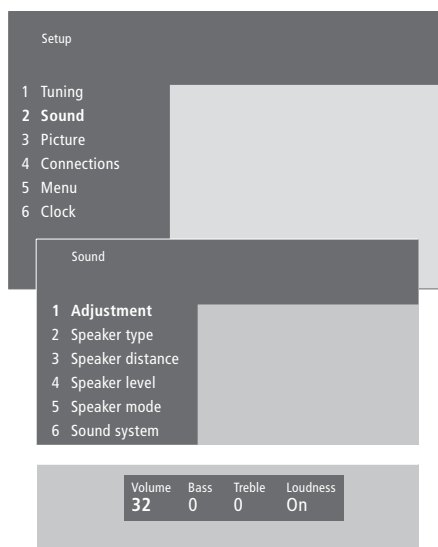 Setup
1 Tuning
2 Sound
3 Picture
4 Connections
5 Menu
6 Clock
Sound
1 Adjustment
2 Speaker type
3 Speaker distance
4 Speaker level
5 Speaker mode
6 Sound system
Volume Bass Treble Loudness
32 0 0 On